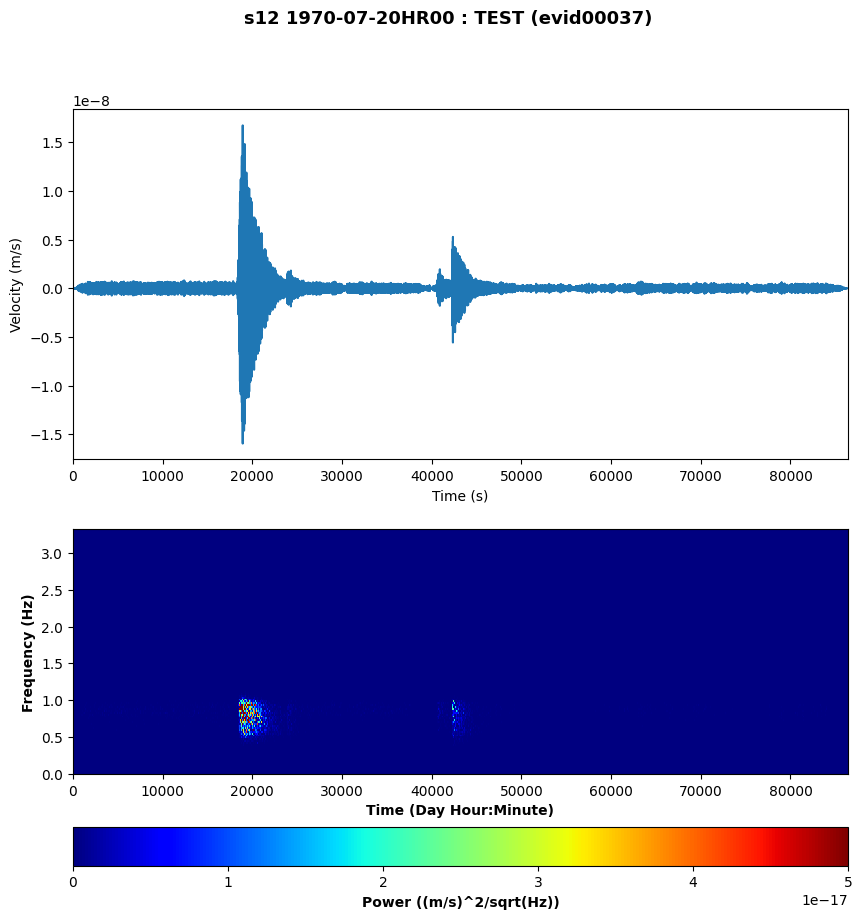 s12 1970-07-20HR00 : TEST (evid00037)
1e−8
1.5
1.0
0.5
0.0
−0.5
−1.0
−1.5
Velocity (m/s)
0 10000 20000 30000 40000 50000 60000 70000 80000
Time (s)
3.0
2.5
2.0
1.5
1.0
0.5
0.0
Frequency (Hz)
0 10000 20000 30000 40000 50000 60000 70000 80000
Time (Day Hour:Minute)
0 1 2 3 4 5
1e−17
Power ((m/s)^2/sqrt(Hz))